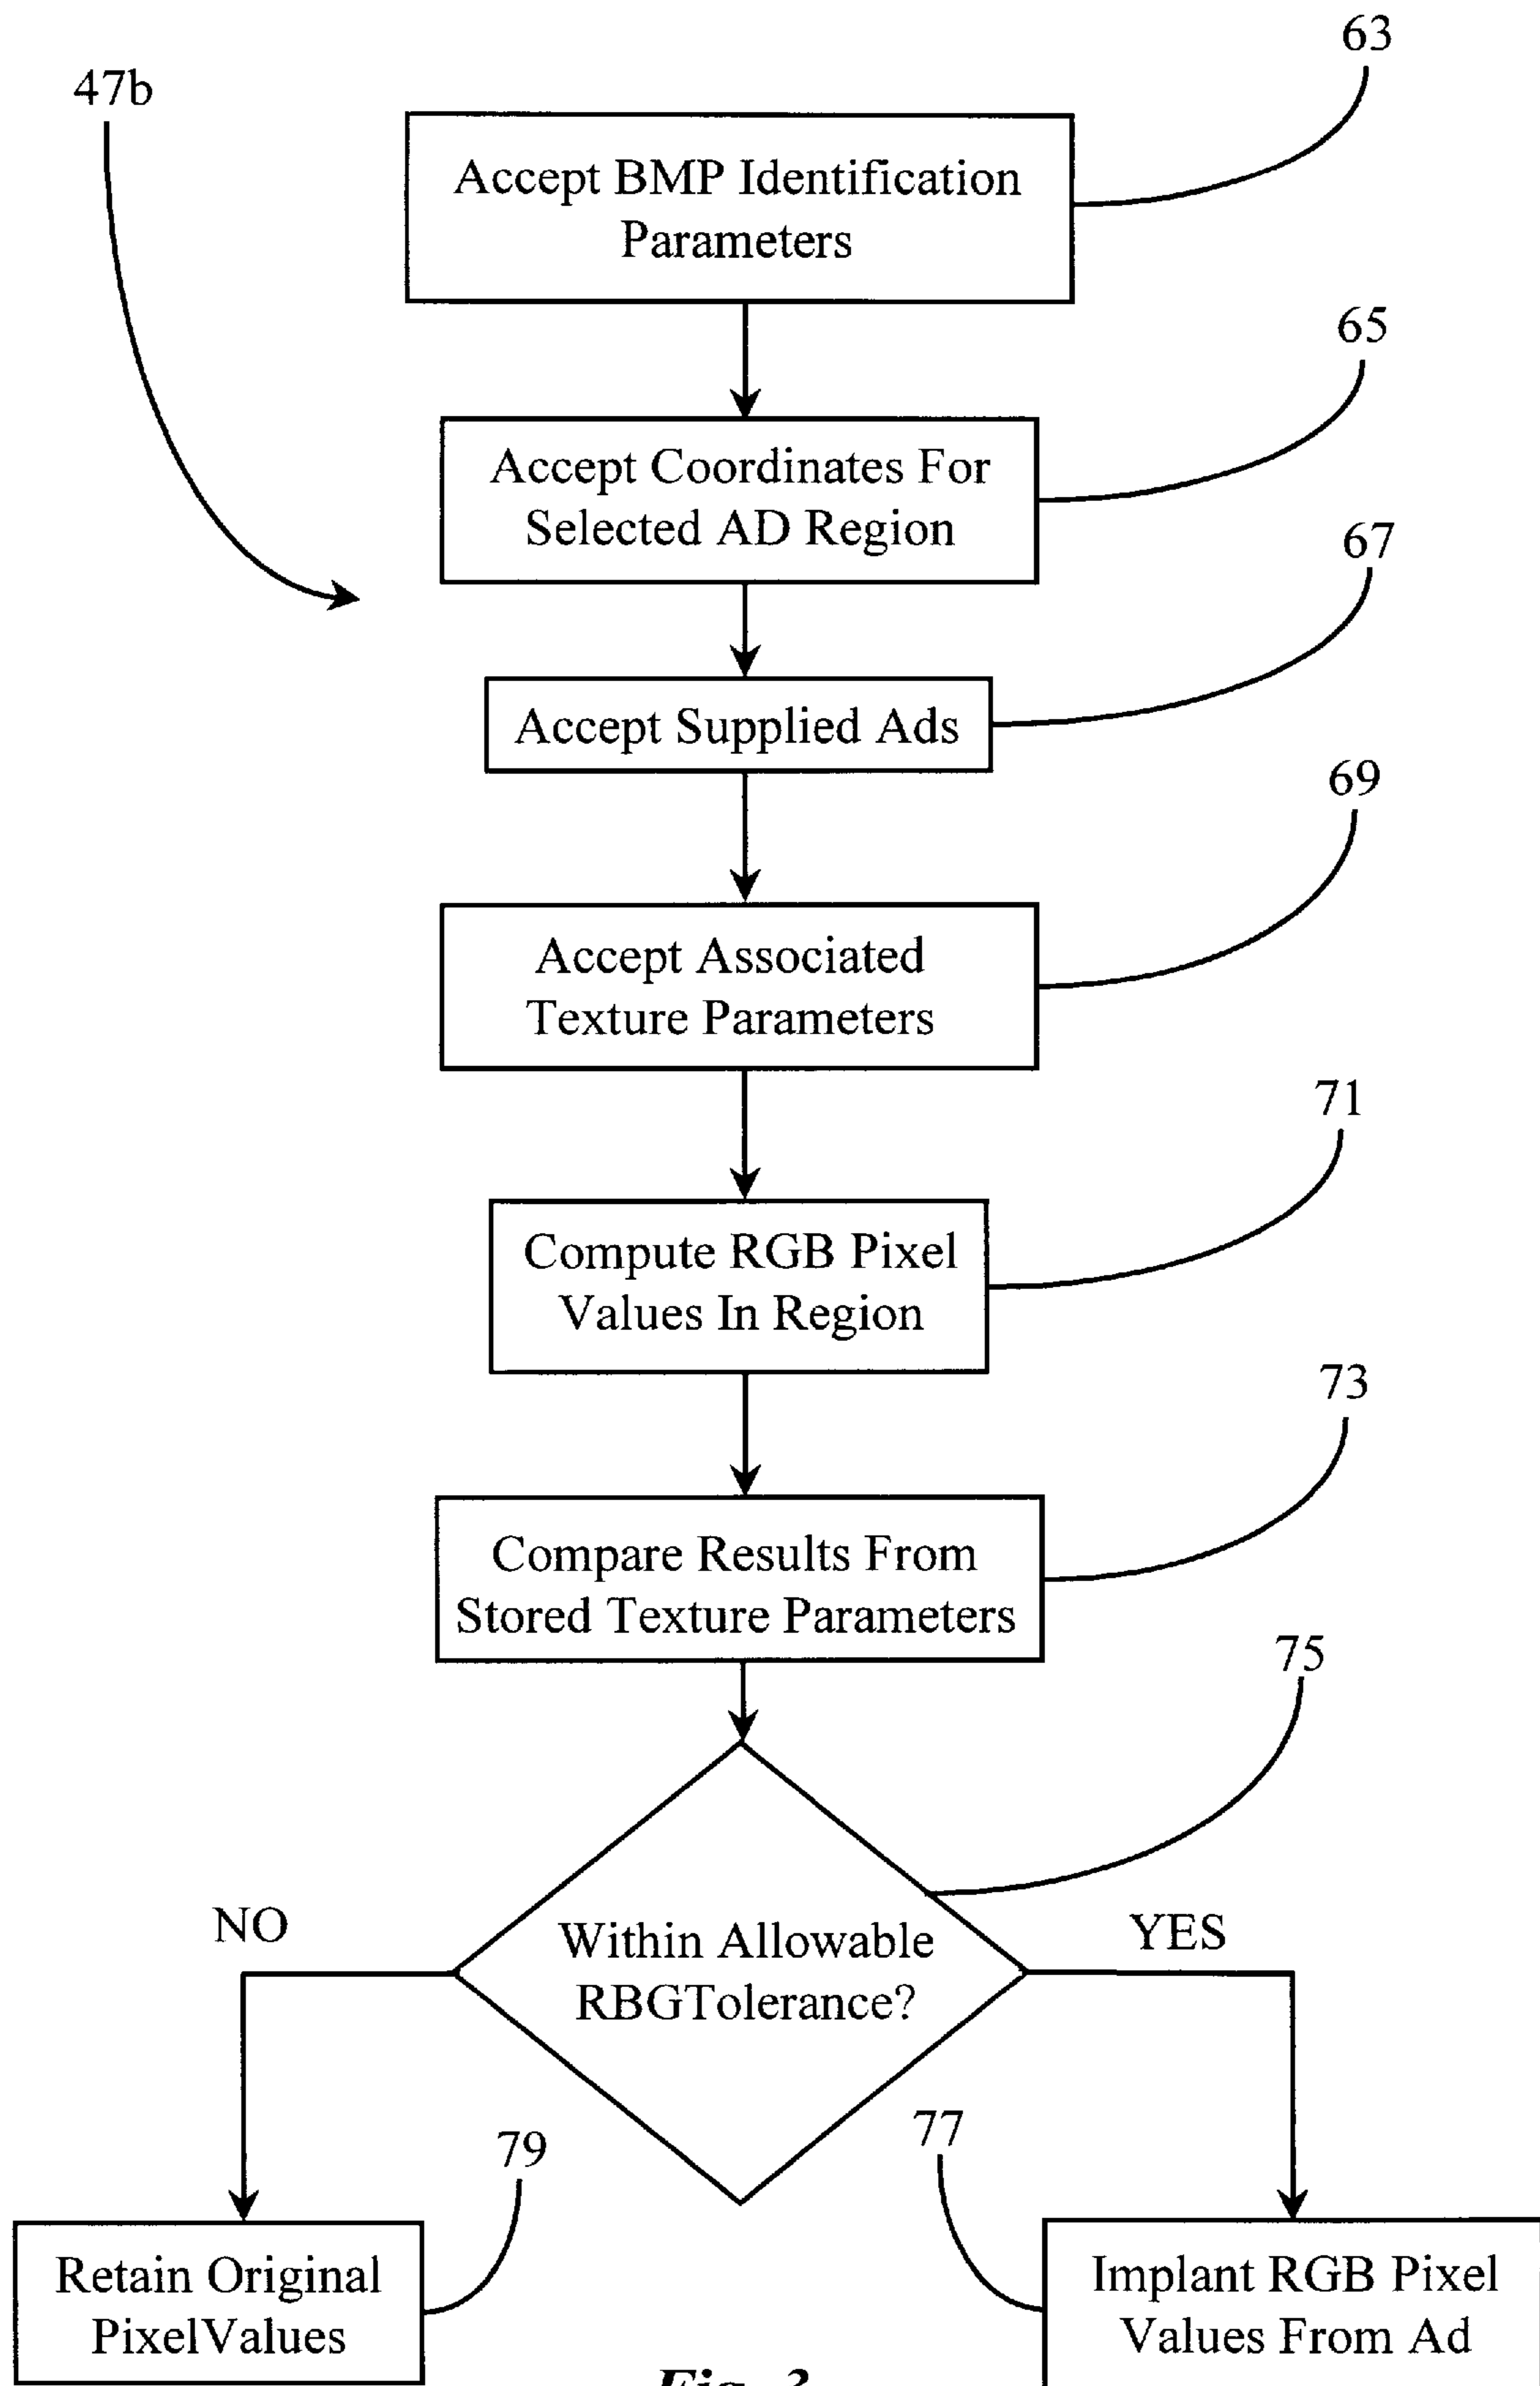 63
47b
Accept BMP Identification
Parameters
65
Accept Coordinates For
Selected AD Region
67
Accept Supplied Ads
69
Accept Associated
Texture Parameters
71
Compute RGB Pixel
Values In Region
73
Compare Results From
Stored Texture Parameters
75
NO
YES
Within Allowable
RBGTolerance?
79
77
Retain Original
PixelValues
Implant RGB Pixel
Values From Ad
Fig. 3